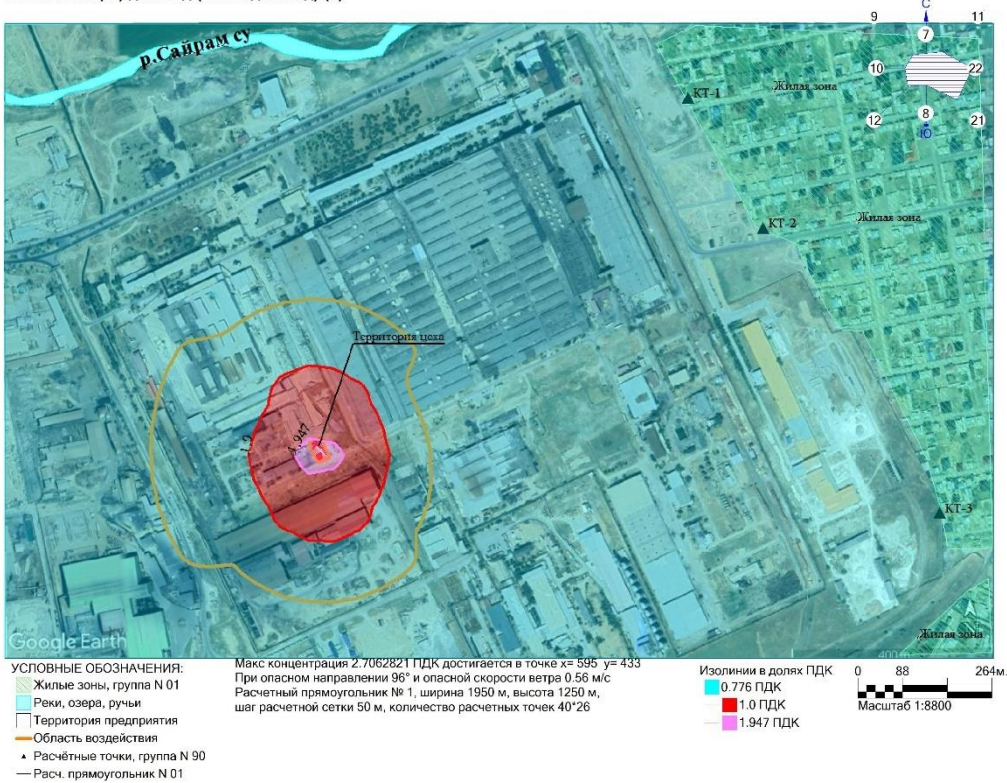 С
9
11
7
10
22
12
8
21
Ю
р.Сайрам су
Жилая зона
КТ-1
Жилая зона
КТ-2
Территория цеха
1.0
1.947
КТ-3
Жилая зона
Google Earth
400 m
УСЛОВНЫЕ ОБОЗНАЧЕНИЯ:
Жилые зоны, группа N 01
Реки, озера, ручьи
Территория предприятия
Область воздействия
Расчётные точки, группа N 90
Расч. прямоугольник N 01
Макс концентрация 2.7062821 ПДК достигается в точке x= 595 y= 433
При опасном направлении 96° и опасной скорости ветра 0.56 м/с
Расчетный прямоугольник № 1, ширина 1950 м, высота 1250 м,
шаг расчетной сетки 50 м, количество расчетных точек 40*26
Изолинии в долях ПДК
0.776 ПДК
1.0 ПДК
1.947 ПДК
0 88 264м.
Масштаб 1:8800